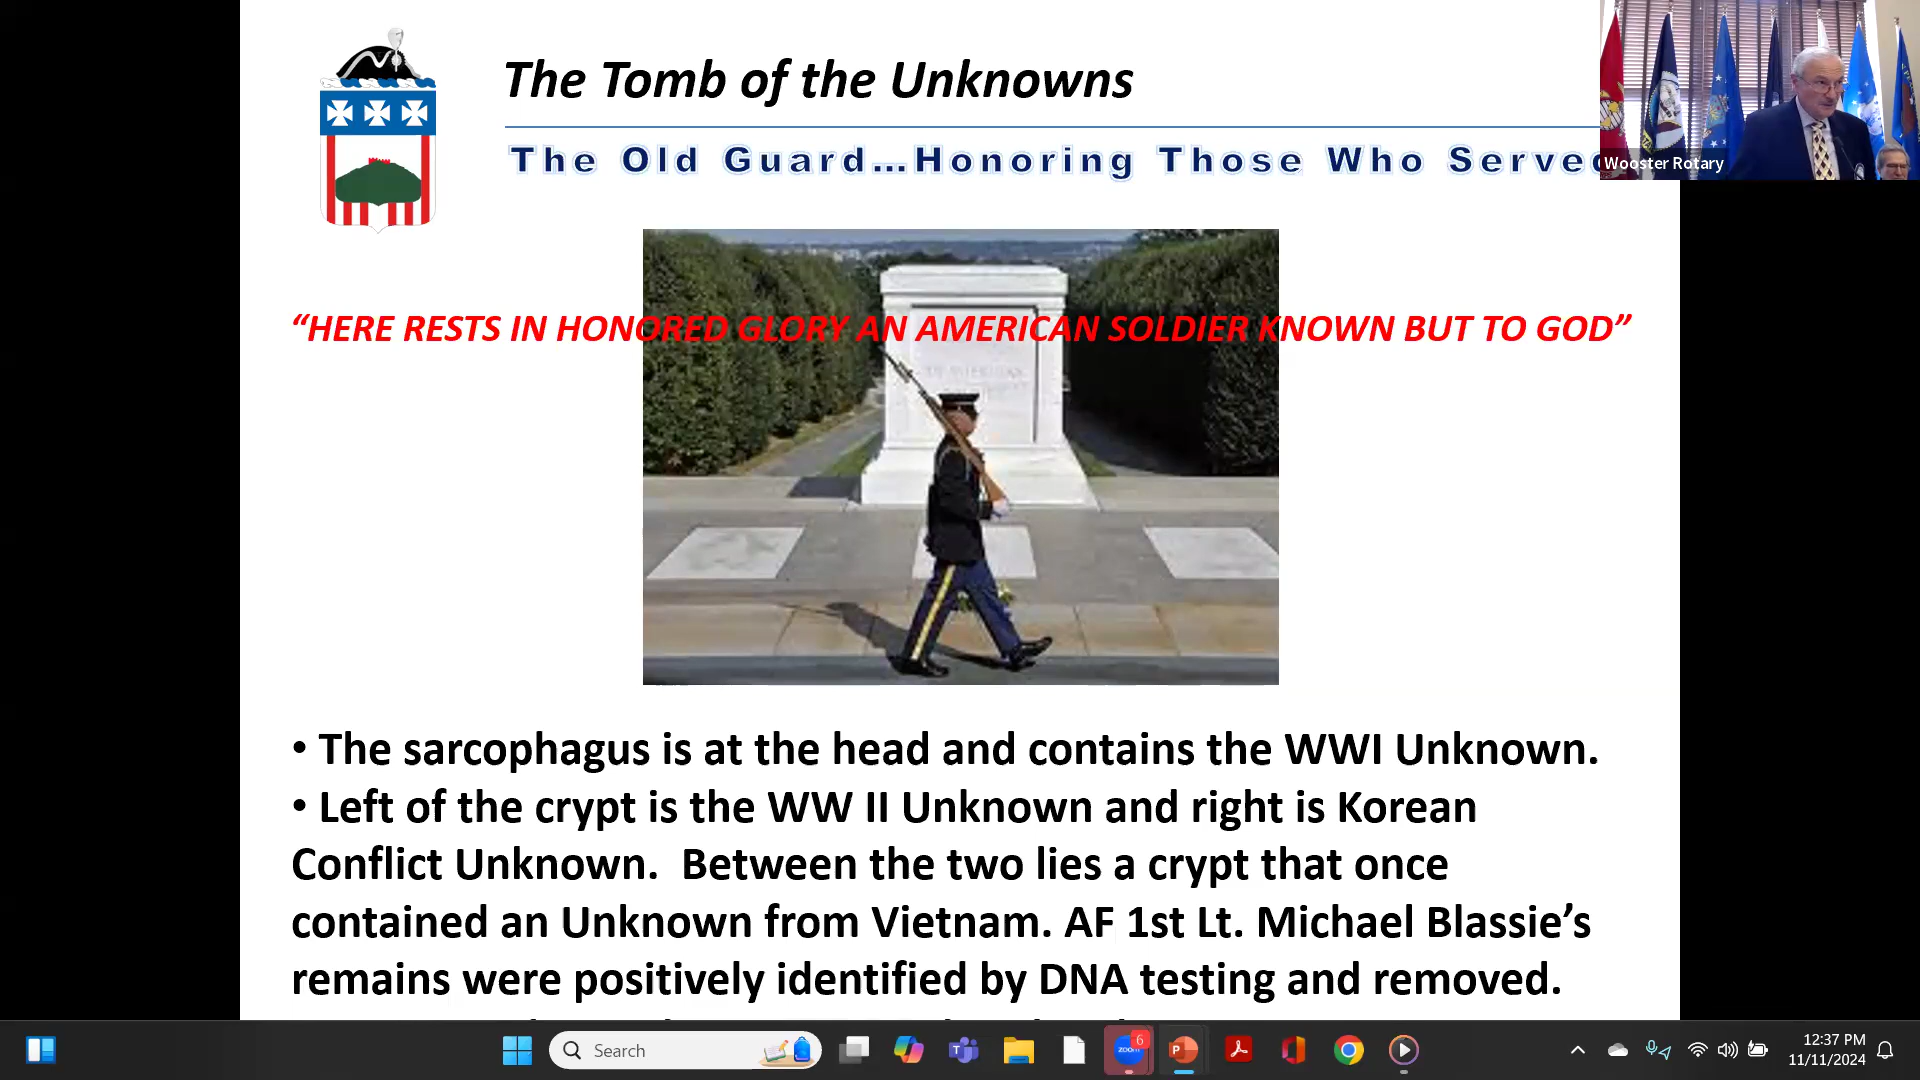 The Tomb of the Unknowns
The Old Guard...Honoring Those Who Served
Wooster Rotary
“HERE RESTS IN HONORED GLORY AN AMERICAN SOLDIER KNOWN BUT TO GOD”
• The sarcophagus is at the head and contains the WWI Unknown.
• Left of the crypt is the WW II Unknown and right is Korean
Conflict Unknown.  Between the two lies a crypt that once
contained an Unknown from Vietnam. AF 1st Lt. Michael Blassie’s
remains were positively identified by DNA testing and removed.
Search
zoom
6
12:37 PM
11/11/2024